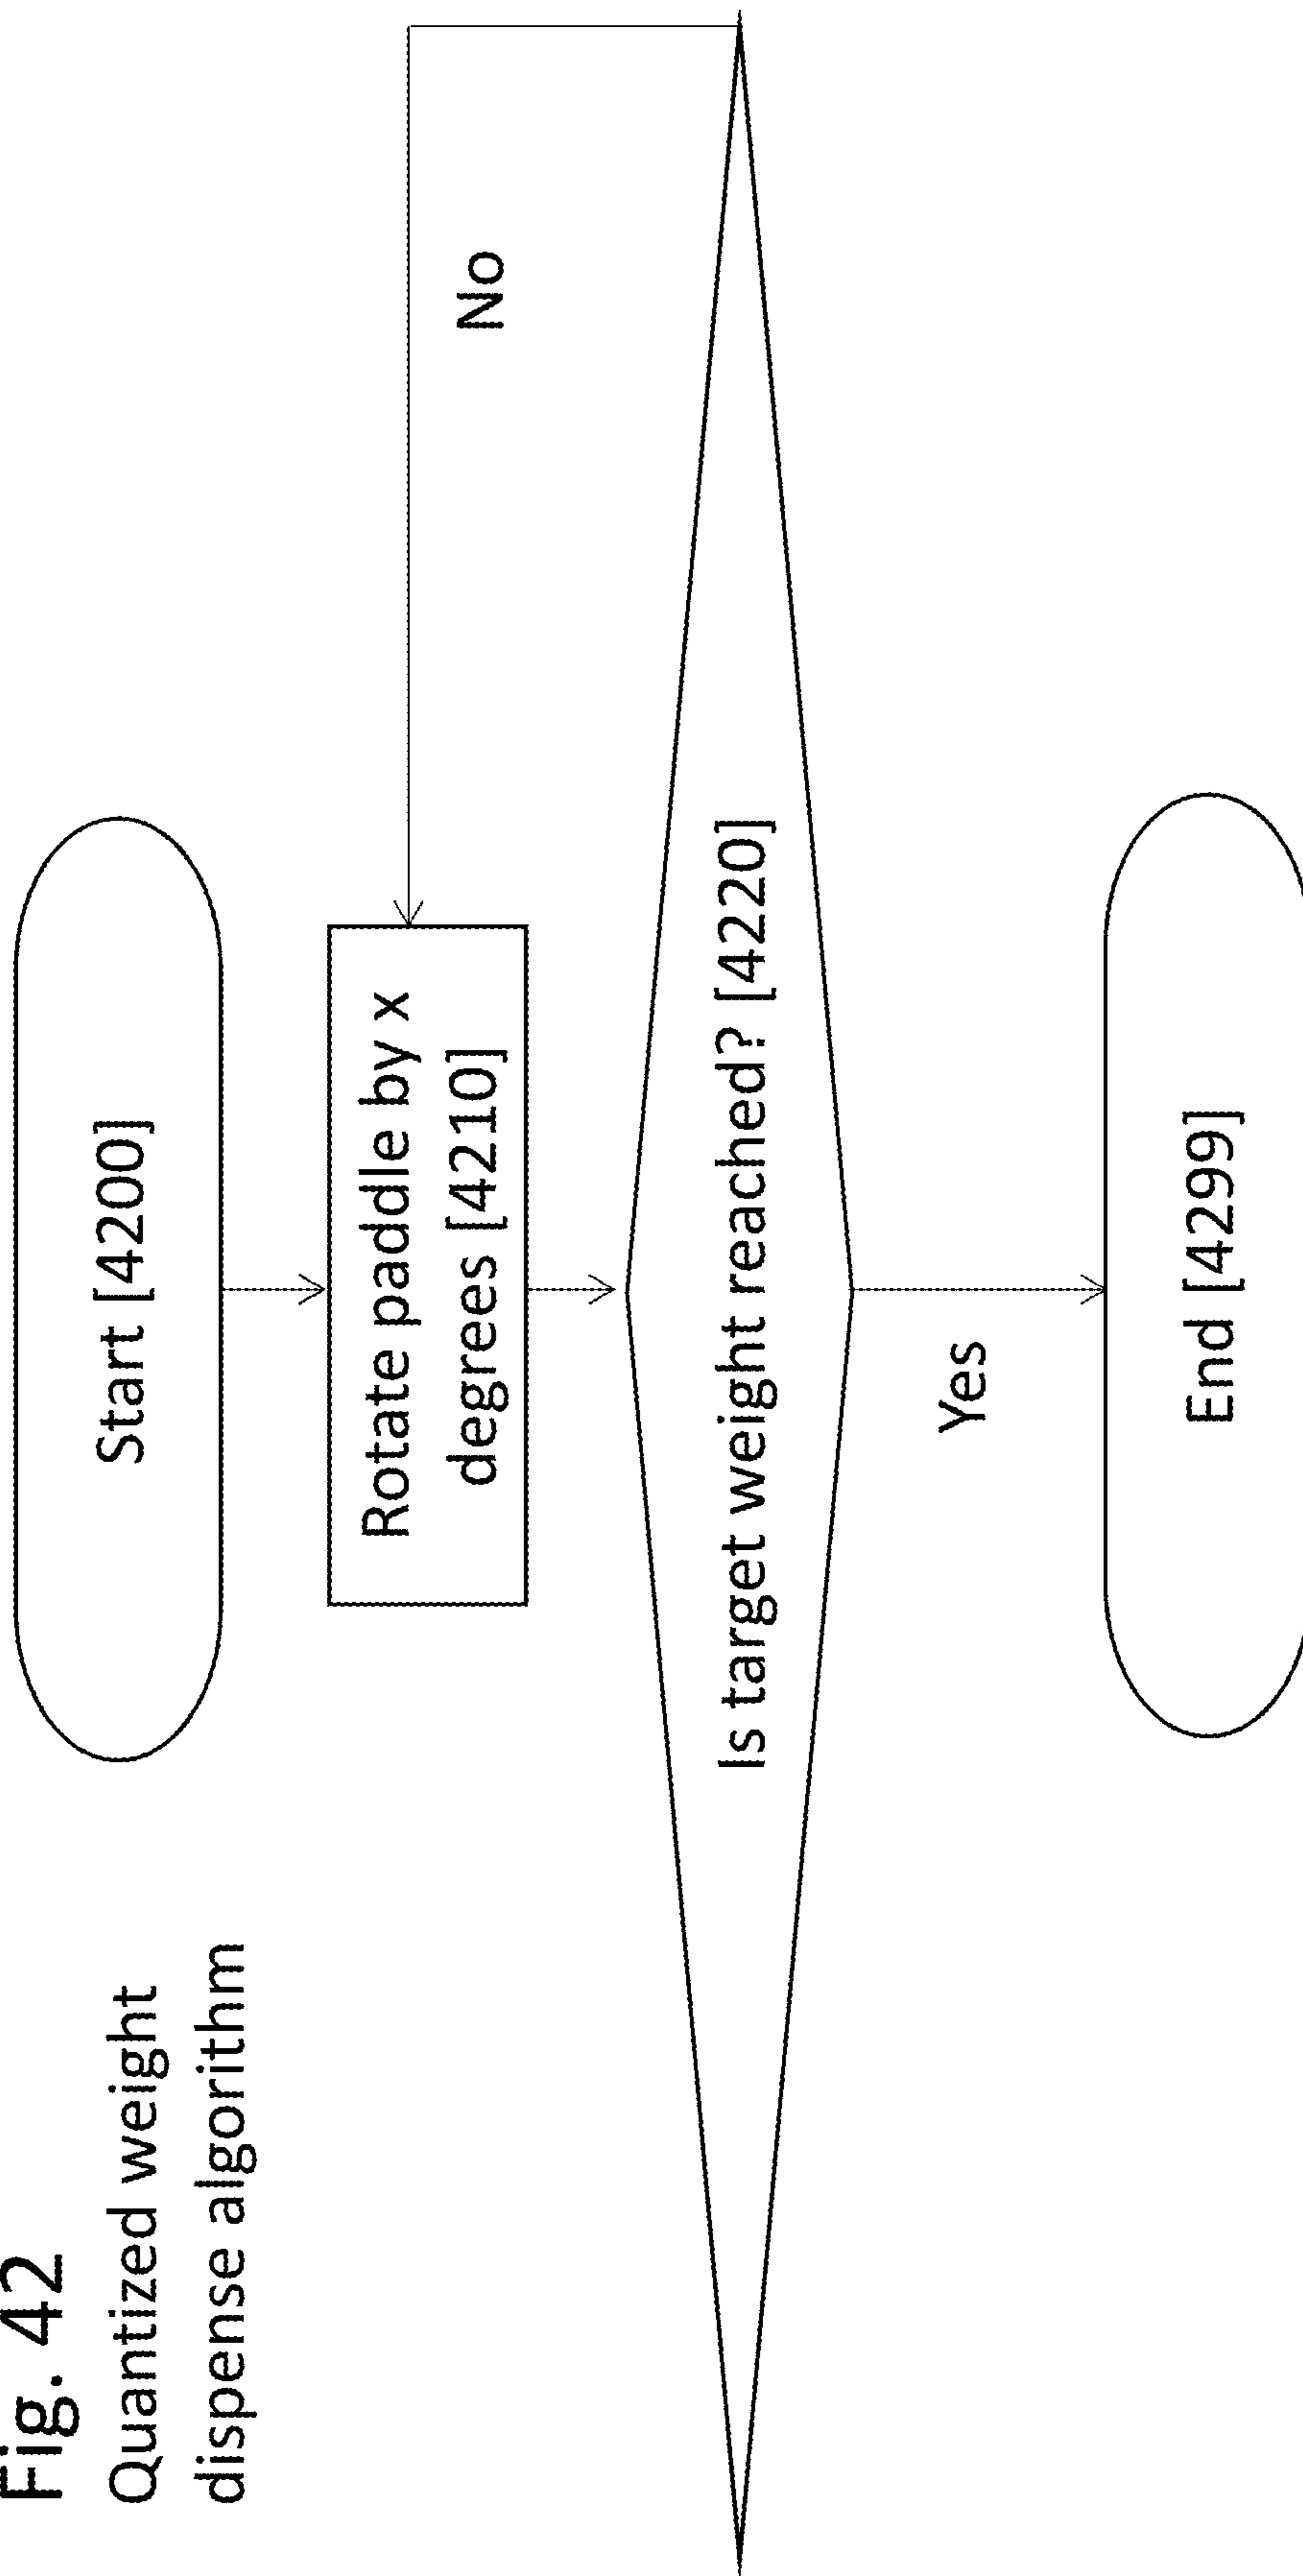 Fig. 42
Quantized weight
dispense algorithm
Start [4200]
Rotate paddle by x
degrees [4210]
No
Is target weight reached? [4220]
Yes
End [4299]